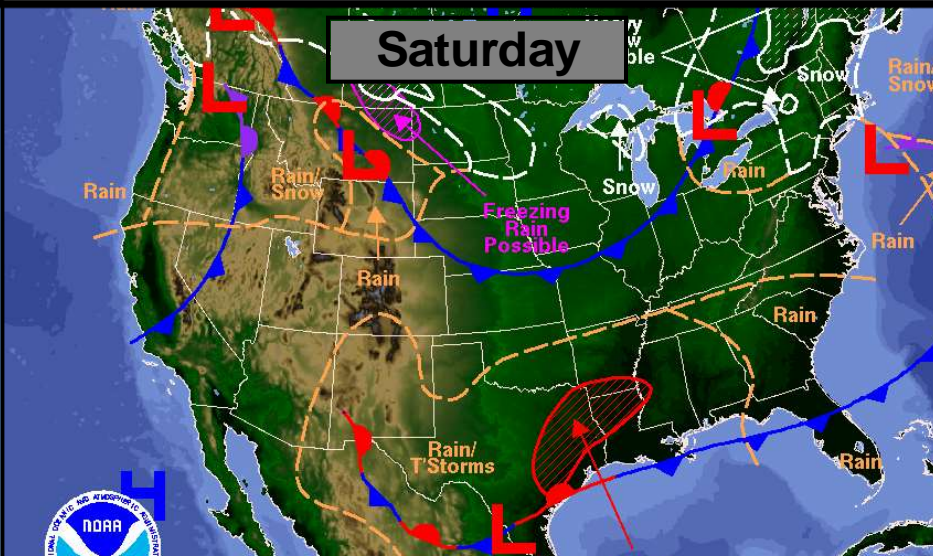 Saturday
Snow
Rain/
Snow
Rain
Rain/
Snow
Rain
Snow
Freezing
Rain
Possible
Rain
Rain
Rain
Rain/
T'Storms
Rain
L
L
L
L
L
L
H
NOAA